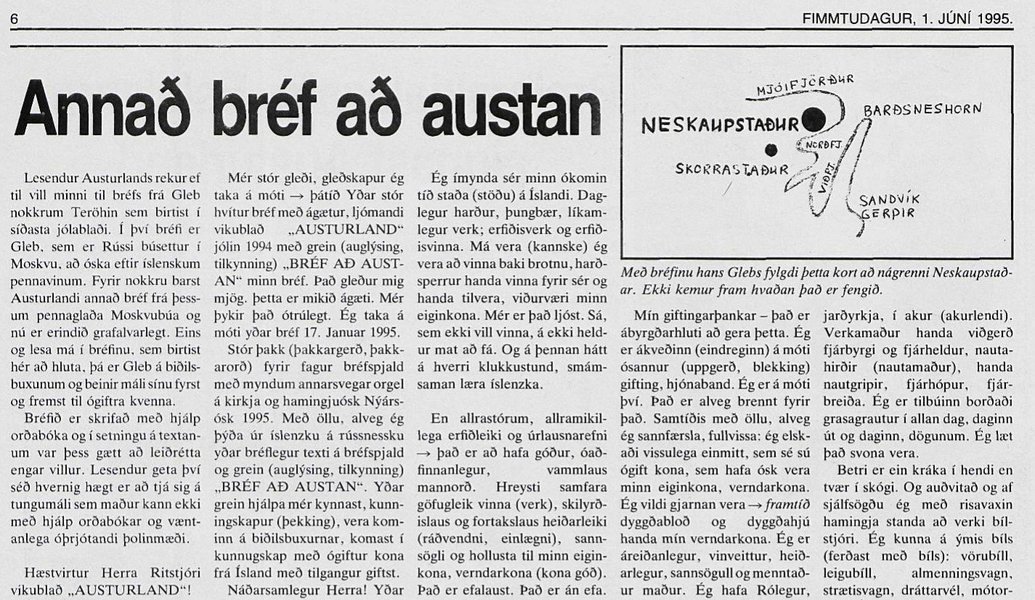 6
FIMMTUDAGUR, 1. JÚNÍ 1995.
Annað bréf að austan
Lesendur Austurlands rekur ef
til vill minni til bréfs frá Gleb
nokkrum Teröhin sem birtist í
síðasta jólablaði. Í því bréfi er
Gleb, sem er Rússi búsettur í
Moskvu, að óska eftir íslenskum
pennavinum. Fyrir nokkru barst
Austurlandi annað bréf frá þess-
um pennaglaða Moskvubúa og
nú er erindið grafalvarlegt. Eins
og lesa má í bréfinu, sem birtist
hér að hluta, þá er Gleb á biðils-
buxunum og beinir máli sínu fyrst
og fremst til ógiftra kvenna.
Bréfið er skrifað með hjálp
orðabóka og í setningu á textan-
um var þess gætt að leiðrétta
engar villur. Lesendur geta því
séð hvernig hægt er að tjá sig á
tungumáli sem maður kann ekki
með hjálp orðabókar og vænt-
anlega óþrjótandi þolinmæði.
Hæstvirtur Herra Ritstjóri
vikublað „AUSTURLAND"!
Mér stór gleði, gleðskapur ég
taka á móti → þátíð Yðar stór
hvítur bréf með ágætur, ljómandi
vikublað „AUSTURLAND"
jólin 1994 með grein (auglýsing,
tilkynning) „BRÉF AÐ AUST-
AN" minn bréf. Það gleður mig
mjög. þetta er mikið ágæti. Mér
þykir það ótrúlegt. Ég taka á
móti yðar bréf 17. Januar 1995.
Stór þakk (þakkargerð, þakk-
arorð) fyrir fagur bréfspjald
með myndum annarsvegar orgel
á kirkja og hamingjuósk Nýárs-
ósk 1995. Með öllu, alveg ég
þýða úr íslenzku á rússnesku
yðar bréflegur texti á bréfspjald
og grein (auglýsing, tilkynning)
„BRÉF AÐ AUSTAN". Yðar
grein hjálpa mér kynnast, kunn-
ingskapur (þekking), vera kom-
inn á biðilsbuxurnar, komast í
kunnugskap með ógiftur kona
frá Ísland með tilgangur giftst.
Náðarsamlegur Herra! Yðar
Ég ímynda sér minn ókomin
tíð staða (stöðu) á Íslandi. Dag-
legur harður, þungbær, líkam-
legur verk; erfiðisverk og erfið-
isvinna. Má vera (kannske) ég
vera að vinna baki brotnu, harð-
sperrur handa vinna fyrir sér og
handa tilvera, viðurværi minn
eiginkona. Mér er það ljóst. Sá,
sem ekki vill vinna, á ekki held-
ur mat að fá. Og á þennan hátt
á hverri klukkustund, smám-
saman læra íslenzka.
En allrastórum, allramikil-
lega erfiðleiki og úrlausnarefni
→ það er að hafa góður, óað-
finnanlegur, vammlaus
mannorð. Hreysti samfara
göfugleik vinna (verk), skilyrð-
islaus og fortakslaus heiðarleiki
(ráðvendni, einlægni), sann-
sögli og hollusta til minn eigin-
kona, verndarkona (kona góð).
Það er efalaust. Það er án efa.
MJÓIFJÖRÐUR
BARÐSNESHORN
NESKAUPSTAÐUR
NORÐFJ.
SKORRASTAÐUR
VIÐFJ.
SANDVÍK
GERPIR
Með bréfinu hans Glebs fylgdi þetta kort að nágrenni Neskaupstað-
ar. Ekki kemur fram hvaðan það er fengið.
Mín giftingarþankar – það er
ábyrgðarhluti að gera þetta. Ég
er ákveðinn (eindreginn) á móti
ósannur (uppgerð, blekking)
gifting, hjónaband. Ég er á móti
því. Það er alveg brennt fyrir
það. Samtíðis með öllu, alveg
ég sannfærsla, fullvissa: ég elsk-
aði vissulega einmitt, sem sé sú
ógift kona, sem hafa ósk vera
minn eiginkona, verndarkona.
Ég vildi gjarnan vera → framtíð
dyggðablóð og dyggðahjú
handa mín verndarkona. Ég er
áreiðanlegur, vinveittur, heið-
arlegur, sannsögull og menntað-
ur maður. Ég hafa Rólegur,
jarðyrkja, í akur (akurlendi).
Verkamaður handa viðgerð
fjárbyrgi og fjárheldur, nauta-
hirðir (nautamaður), handa
nautgripir, fjárhópur, fjár-
breiða. Ég er tilbúinn borðaði
grasagrautur í allan dag, daginn
út og daginn, dögunum. Ég læt
það svona vera.
Betri er ein kráka í hendi en
tvær í skógi. Og auðvitað og af
sjálfsögðu ég með risavaxin
hamingja standa að verki bíl-
stjóri. Ég kunna á ýmis bíls
(ferðast með bíls): vörubíll,
leigubíll, almenningsvagn,
strætisvagn, dráttarvél, mótor-